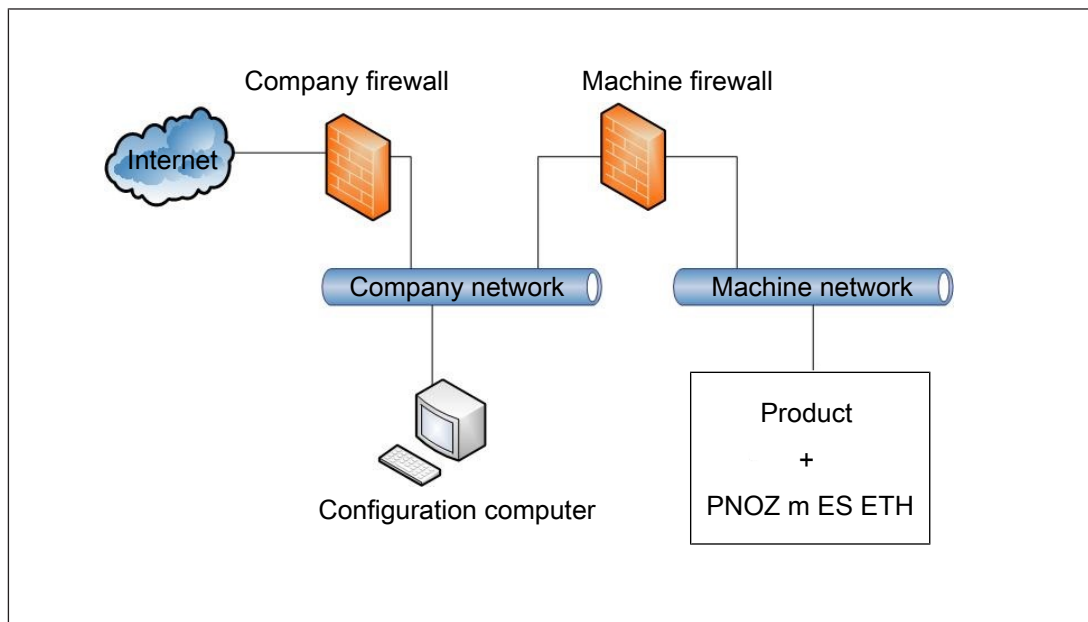 Company firewall
Machine firewall
Internet
Company network
Machine network
Product
+
PNOZ m ES ETH
Configuration computer